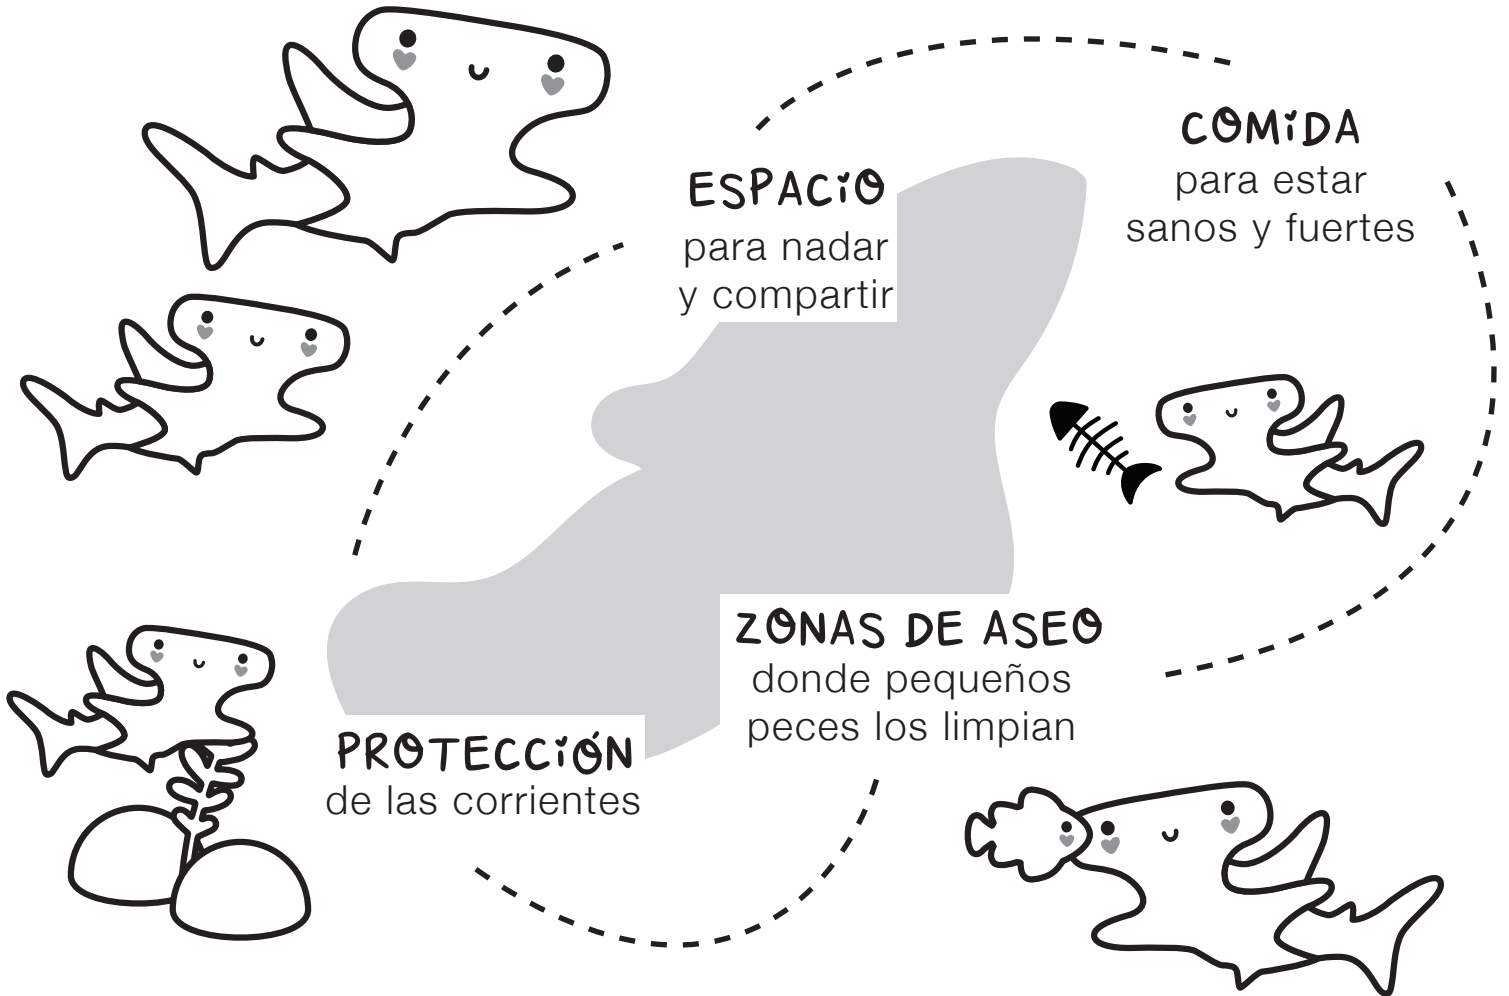 ESPACIO
para nadar
y compartir
COMIDA
para estar
sanos y fuertes
PROTECCIÓN
de las corrientes
ZONAS DE ASEO
donde pequeños
peces los limpian